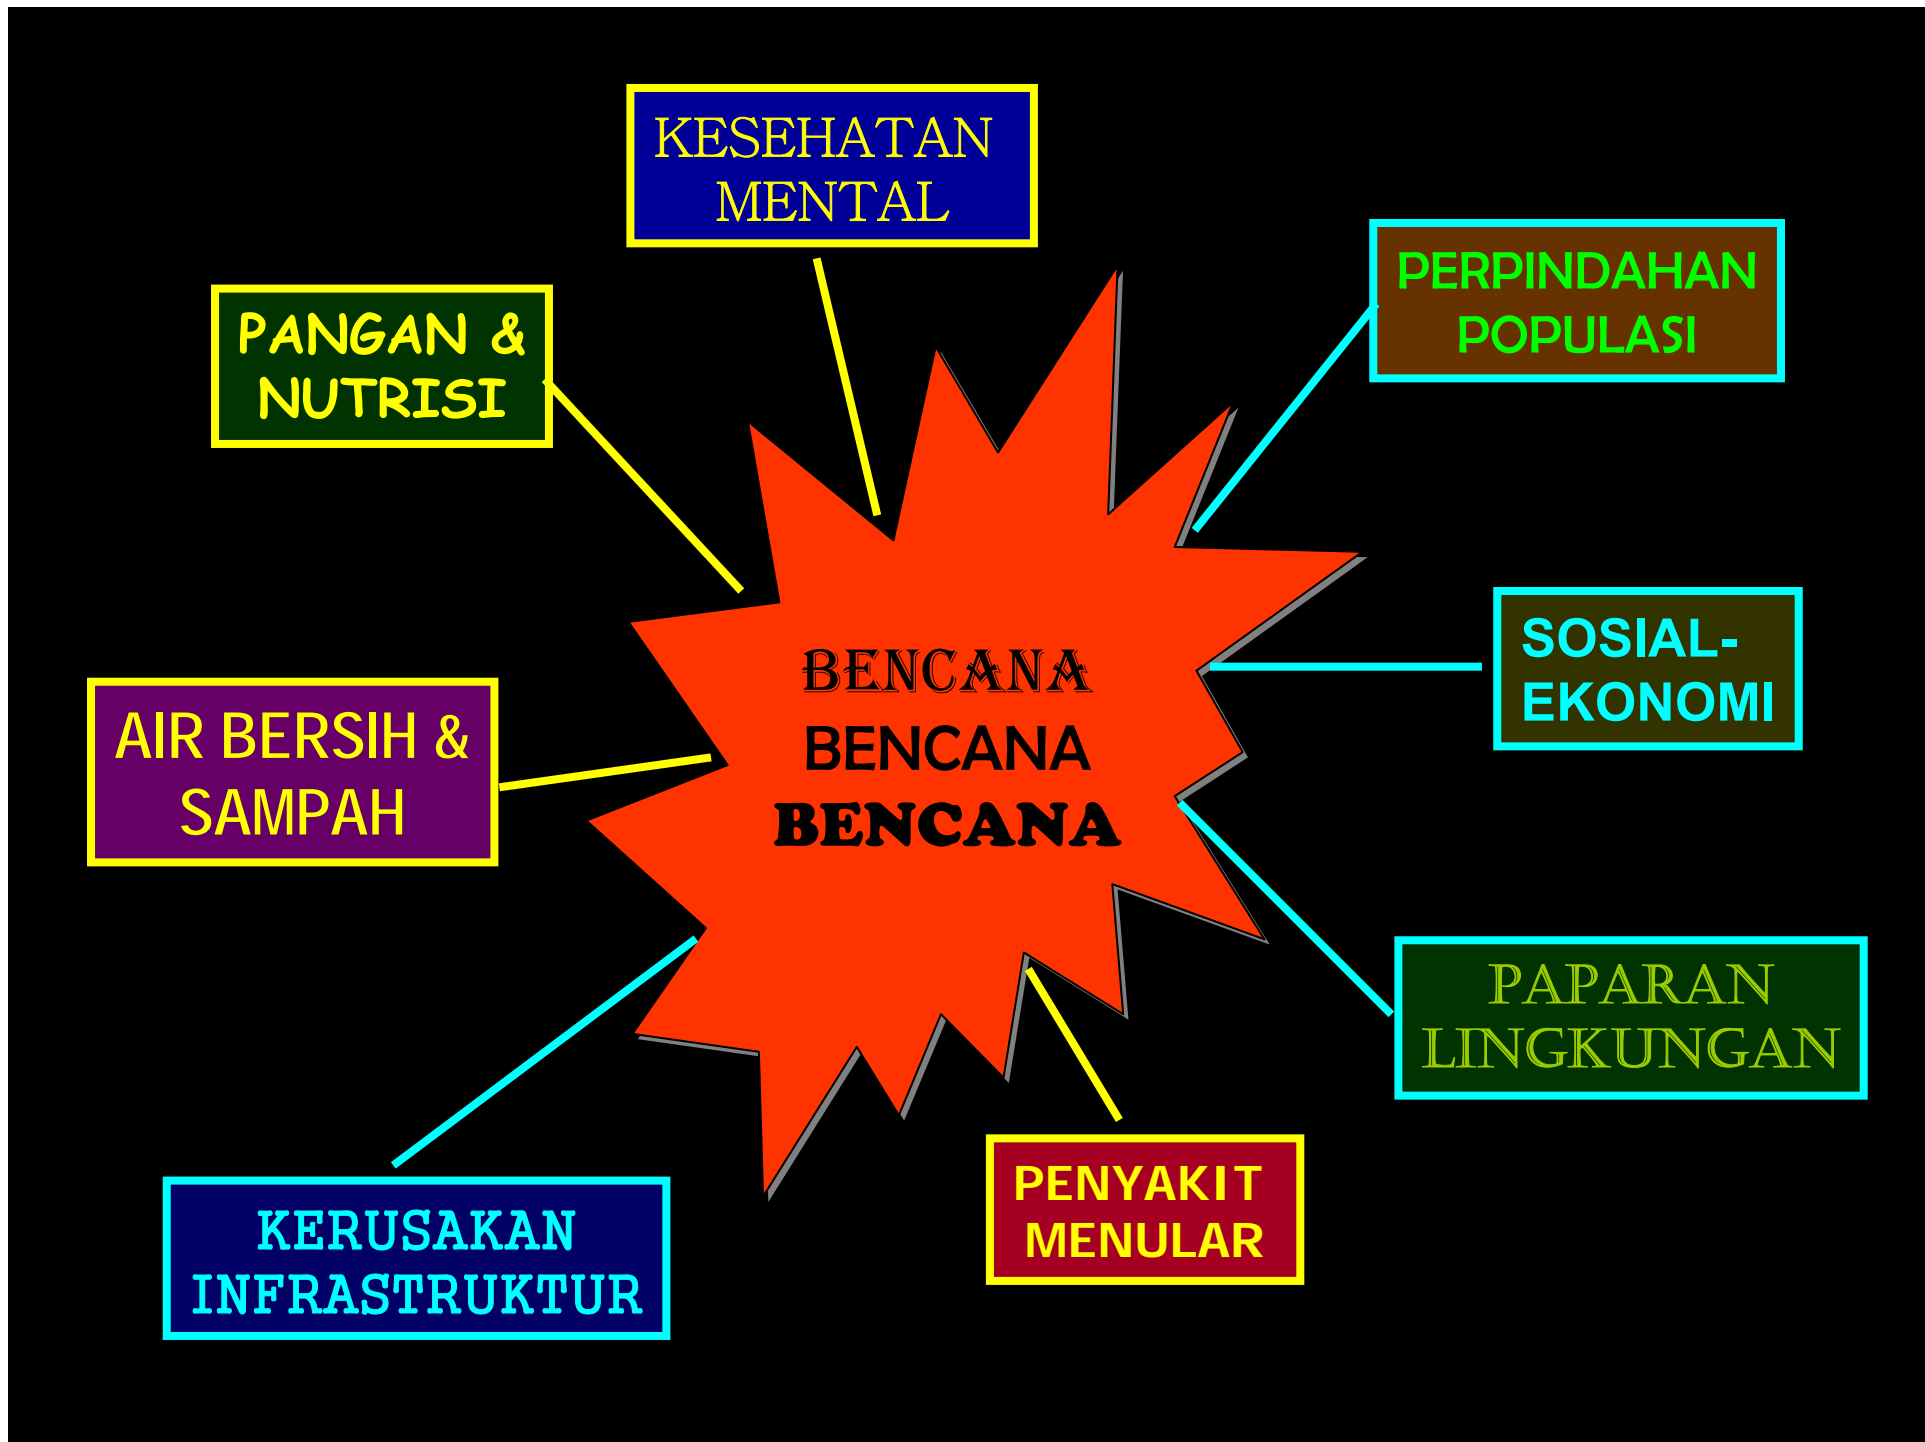 KESEHATAN
MENTAL
PERPINDAHAN
POPULASI
PANGAN &
NUTRISI
SOSIAL-
EKONOMI
BENCANA
BENCANA
BENCANA
AIR BERSIH &
SAMPAH
PAPARAN
LINGKUNGAN
PENYAKIT
MENULAR
KERUSAKAN
INFRASTRUKTUR